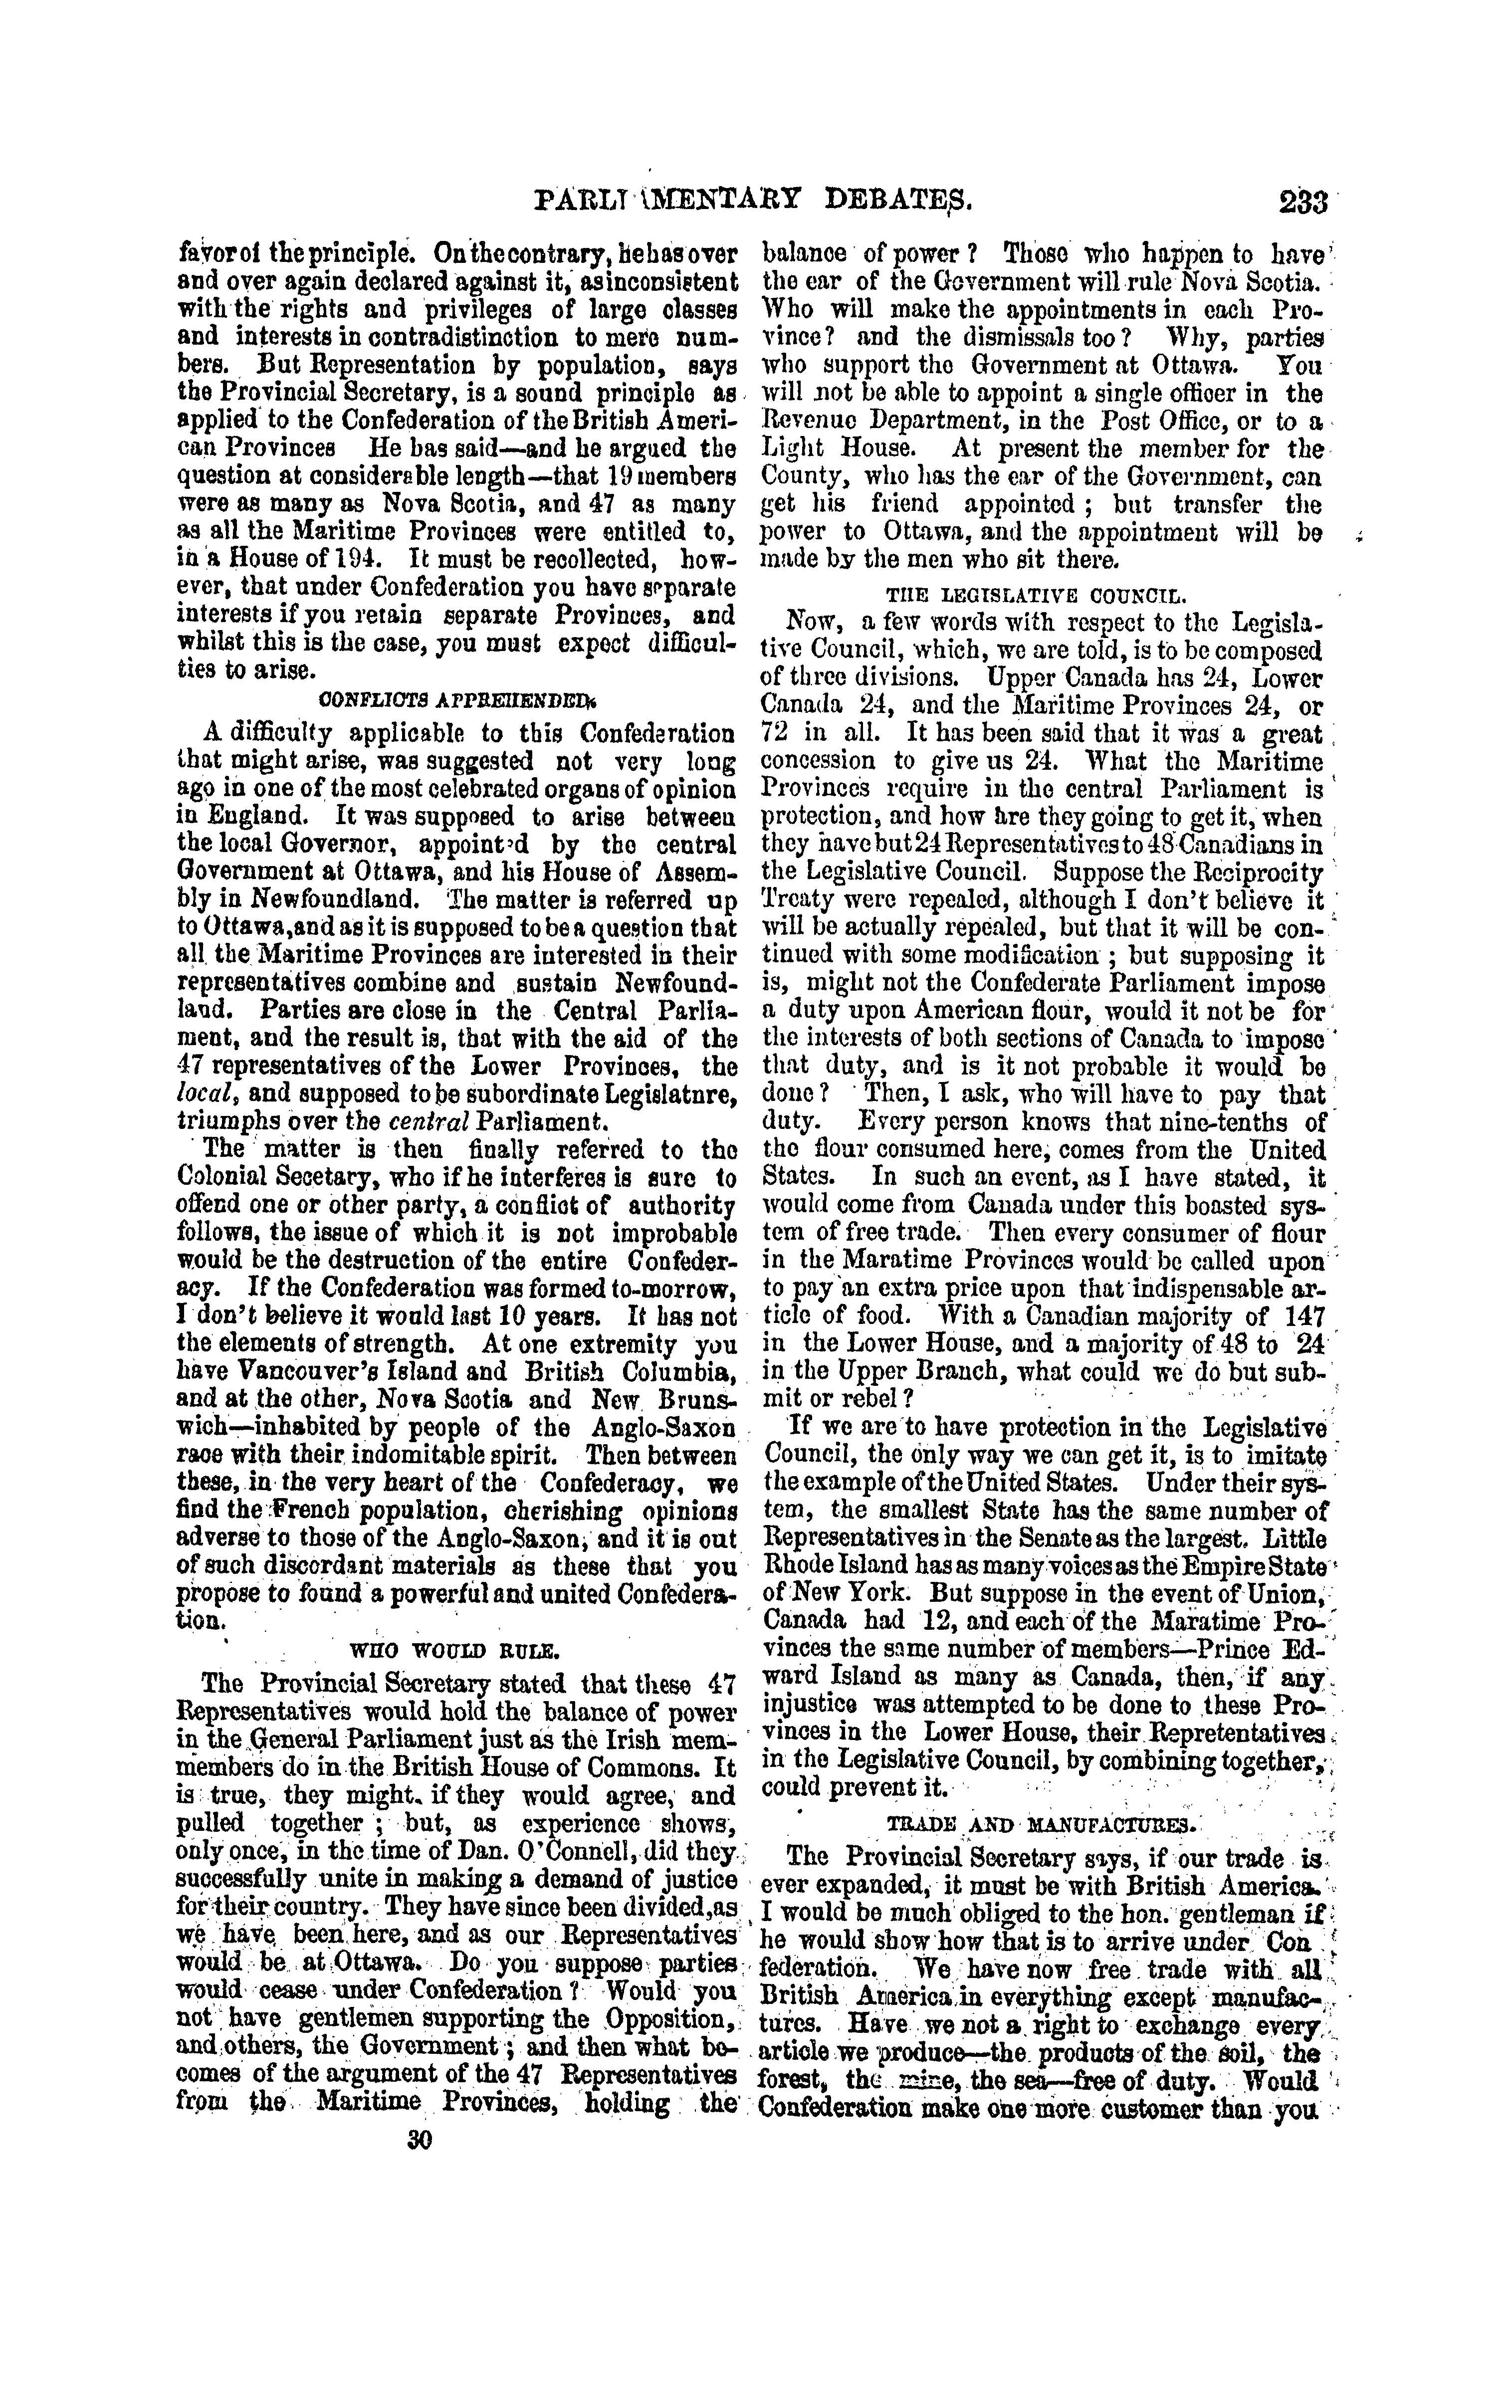 PARLIAMENTARY DEBATES.
233
favor of the principle. On the contrary, he has over
and over again declared against it, as inconsistent
with the rights and privileges of large classes
and interests in contradistinction to mere num-
bers. But Representation by population, says
the Provincial Secretary, is a sound principle as
applied to the Confederation of the British Ameri-
can Provinces He has said—and he argued the
question at considerable length—that 19 members
were as many as Nova Scotia, and 47 as many
as all the Maritime Provinces were entitled to,
in a House of 194. It must be recollected, how-
ever, that under Confederation you have separate
interests if you retain separate Provinces, and
whilst this is the case, you must expect difficul-
ties to arise.
CONFLICTS APPREHENDED.
A difficulty applicable to this Confederation
that might arise, was suggested not very long
ago in one of the most celebrated organs of opinion
in England. It was supposed to arise between
the local Governor, appointed by the central
Government at Ottawa, and his House of Assem-
bly in Newfoundland. The matter is referred up
to Ottawa, and as it is supposed to be a question that
all the Maritime Provinces are interested in their
representatives combine and sustain Newfound-
land. Parties are close in the Central Parlia-
ment, and the result is, that with the aid of the
47 representatives of the Lower Provinces, the
local, and supposed to be subordinate Legislature,
triumphs over the central Parliament.
The matter is then finally referred to the
Colonial Secetary, who if he interferes is sure to
offend one or other party, a conflict of authority
follows, the issue of which it is not improbable
would be the destruction of the entire Confeder-
acy. If the Confederation was formed to-morrow,
I don't believe it would last 10 years. It has not
the elements of strength. At one extremity you
have Vancouver's Island and British Columbia,
and at the other, Nova Scotia and New Bruns-
wich—inhabited by people of the Anglo-Saxon
race with their indomitable spirit. Then between
these, in the very heart of the Confederacy, we
find the French population, cherishing opinions
adverse to those of the Anglo-Saxon, and it is out
of such discordant materials as these that you
propose to found a powerful and united Confedera-
tion.
WHO WOULD RULE.
The Provincial Secretary stated that these 47
Representatives would hold the balance of power
in the General Parliament just as the Irish mem-
members do in the British House of Commons. It
is true, they might, if they would agree, and
pulled together ; but, as experience shows,
only once, in the time of Dan. O'Connell, did they
successfully unite in making a demand of justice
for their country. They have since been divided, as
we have been here, and as our Representatives
would be at Ottawa. Do you suppose parties
would cease under Confederation? Would you
not have gentlemen supporting the Opposition,
and others, the Government ; and then what be-
comes of the argument of the 47 Representatives
from the Maritime Provinces, holding the
30
balance of power ? Those who happen to have
the ear of the Government will rule Nova Scotia.
Who will make the appointments in each Pro-
vince? and the dismissals too ? Why, parties
who support the Government at Ottawa. You
will not be able to appoint a single officer in the
Revenue Department, in the Post Office, or to a
Light House. At present the member for the
County, who has the ear of the Government, can
get his friend appointed ; but transfer the
power to Ottawa, and the appointment will be
made by the men who sit there.
THE LEGISLATIVE COUNCIL.
Now, a few words with respect to the Legisla-
tive Council, which, we are told, is to be composed
of three divisions. Upper Canada has 24, Lower
Canada 24, and the Maritime Provinces 24, or
72 in all. It has been said that it was a great
concession to give us 24. What the Maritime
Provinces require in the central Parliament is
protection, and how are they going to get it, when
they have but 24 Representatives to 48 Canadians in
the Legislative Council. Suppose the Reciprocity
Treaty were repealed, although I don't believe it
will be actually repealed, but that it will be con-
tinued with some modification ; but supposing it
is, might not the Confederate Parliament impose
a duty upon American flour, would it not be for
the interests of both sections of Canada to impose
that duty, and is it not probable it would be
done ? Then, I ask, who will have to pay that
duty. Every person knows that nine-tenths of
the flour consumed here, comes from the United
States. In such an event, as I have stated, it
would come from Canada under this boasted sys-
tem of free trade. Then every consumer of flour
in the Maratime Provinces would be called upon
to pay an extra price upon that indispensable ar-
ticle of food. With a Canadian majority of 147
in the Lower House, and a majority of 48 to 24
in the Upper Branch, what could we do but sub-
mit or rebel ?
If we are to have protection in the Legislative
Council, the only way we can get it, is to imitate
the example of the United States. Under their sys-
tem, the smallest State has the same number of
Representatives in the Senate as the largest. Little
Rhode Island has as many voices as the Empire State
of New York. But suppose in the event of Union,
Canada had 12, and each of the Maratime Pro-
vinces the same number of members—Prince Ed-
ward Island as many as Canada, then, if any
injustice was attempted to be done to these Pro-
vinces in the Lower House, their Repretentatives
in the Legislative Council, by combining together,
could prevent it.
TRADE AND MANUFACTURES.
The Provincial Secretary says, if our trade is
ever expanded, it must be with British America.
I would be much obliged to the hon. gentleman if
he would show how that is to arrive under Con
federation. We have now free trade with all
British America in everything except manufac-
tures. Have we not a right to exchange every
article we produce—the products of the soil, the
forest, the mine, the sea—free of duty. Would
Confederation make one more customer than you